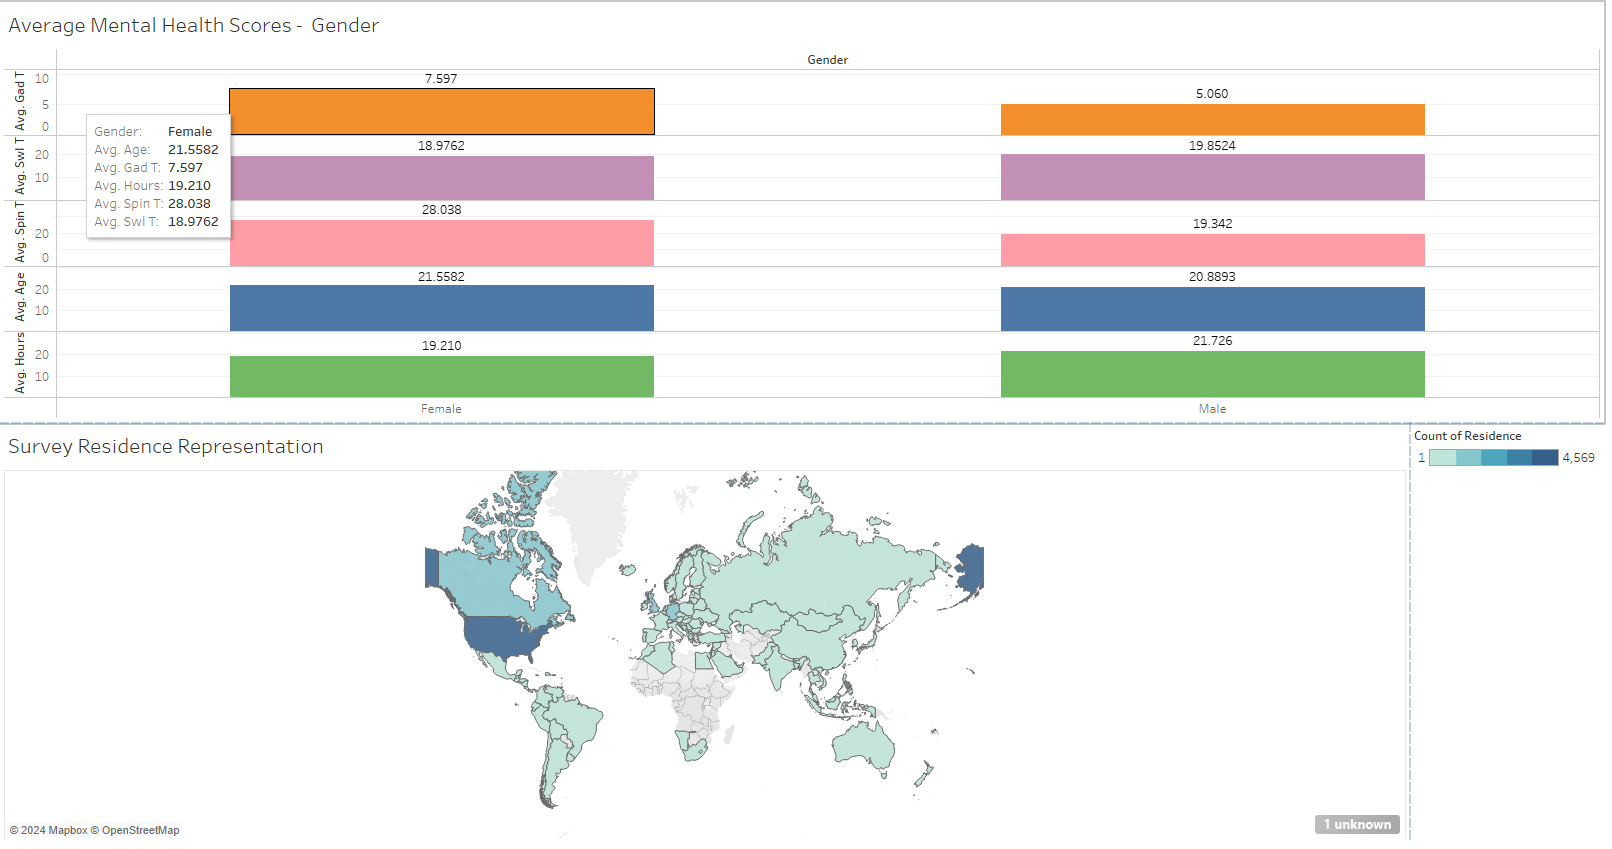 Average Mental Health Scores -  Gender
Gender
Avg. Gad T
10
5
0
7.597
5.060
Avg. Swl T
20
10
18.9762
19.8524
Avg. Spin T
20
0
28.038
19.342
Avg. Age
20
10
21.5582
20.8893
Avg. Hours
20
10
19.210
21.726
Female
Male
Gender: Female
Avg. Age: 21.5582
Avg. Gad T: 7.597
Avg. Hours: 19.210
Avg. Spin T: 28.038
Avg. Swl T: 18.9762
Survey Residence Representation
Count of Residence
1 4,569
© 2024 Mapbox © OpenStreetMap
1 unknown